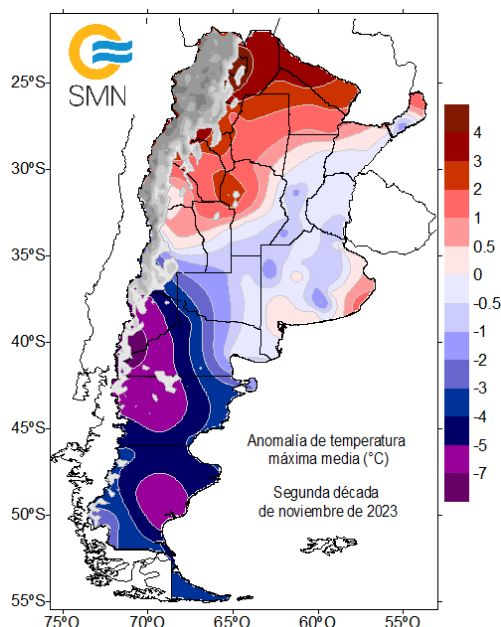 SMN
25ºS
30ºS
35ºS
40ºS
45ºS
50ºS
55ºS
75ºO
70ºO
65ºO
60ºO
55ºO
4
3
2
1
0.5
0
-0.5
-1
-2
-3
-4
-5
-7
Anomalía de temperatura
máxima media (°C)
Segunda década
de noviembre de 2023